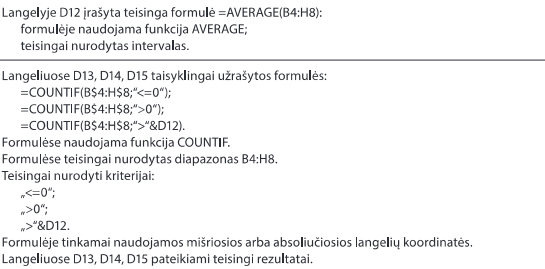 Langelyje D12 įrašyta teisinga formulė =AVERAGE(B4:H8):
formulėje naudojama funkcija AVERAGE;
teisingai nurodytas intervalas.
Langeliuose D13, D14, D15 taisyklingai užrašytos formulės:
=COUNTIF(B$4:H$8;“<=0“);
=COUNTIF(B$4:H$8;“>0“);
=COUNTIF(B$4:H$8;“>“&D12).
Formulėse naudojama funkcija COUNTIF.
Formulėse teisingai nurodytas diapazonas B4:H8.
Teisingai nurodyti kriterijai:
„<=0“;
„>0“;
„>“&D12.
Formulėje tinkamai naudojamos mišriosios arba absoliučiosios langelių koordinatės.
Langeliuose D13, D14, D15 pateikiami teisingi rezultatai.